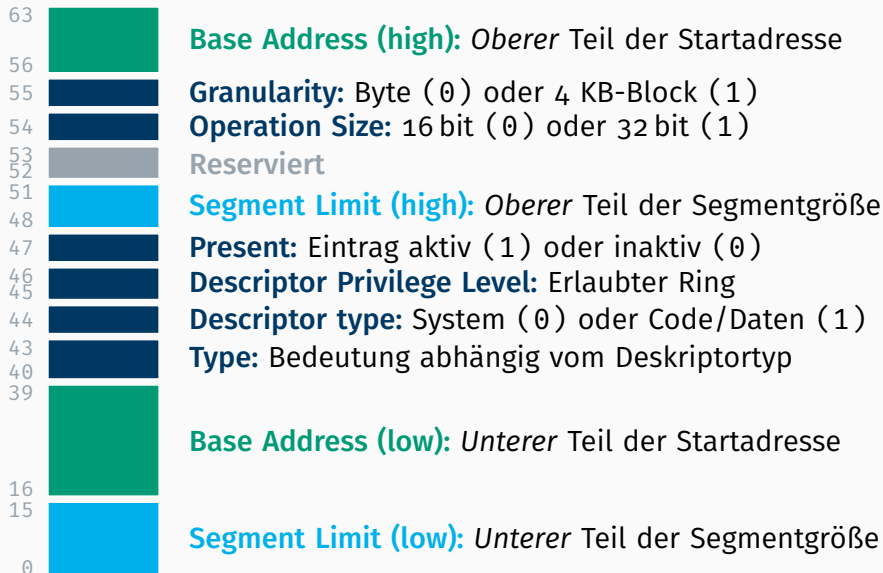 63
Base Address (high): Oberer Teil der Startadresse
56
55 Granularity: Byte (0) oder 4 KB-Block (1)
54 Operation Size: 16 bit (0) oder 32 bit (1)
53
52 Reserviert
51
Segment Limit (high): Oberer Teil der Segmentgröße
48
47 Present: Eintrag aktiv (1) oder inaktiv (0)
46
45 Descriptor Privilege Level: Erlaubter Ring
44 Descriptor type: System (0) oder Code/Daten (1)
43
Type: Bedeutung abhängig vom Deskriptortyp
40
39
Base Address (low): Unterer Teil der Startadresse
16
15
Segment Limit (low): Unterer Teil der Segmentgröße
0